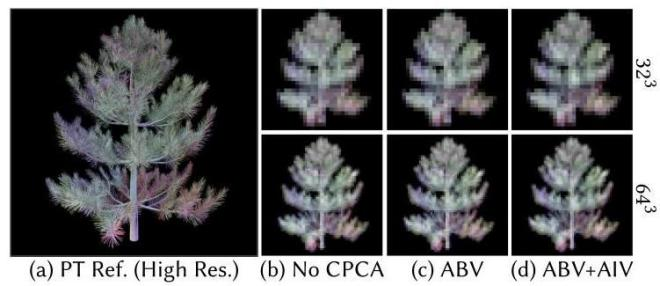 32³
64³
(a) PT Ref. (High Res.) (b) No CPCA (c) ABV (d) ABV+AIV